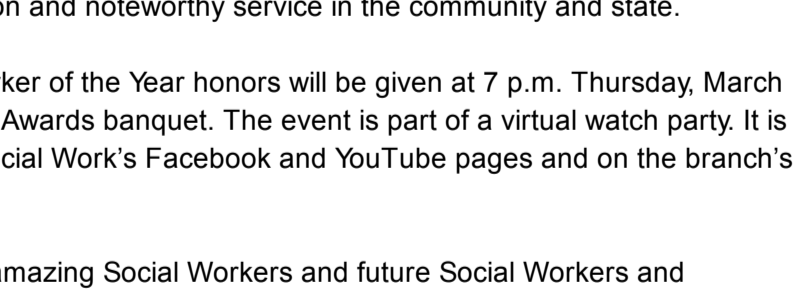 on and noteworthy service in the community and state.
ker of the Year honors will be given at 7 p.m. Thursday, March
Awards banquet. The event is part of a virtual watch party. It is
cial Work’s Facebook and YouTube pages and on the branch’s
amazing Social Workers and future Social Workers and